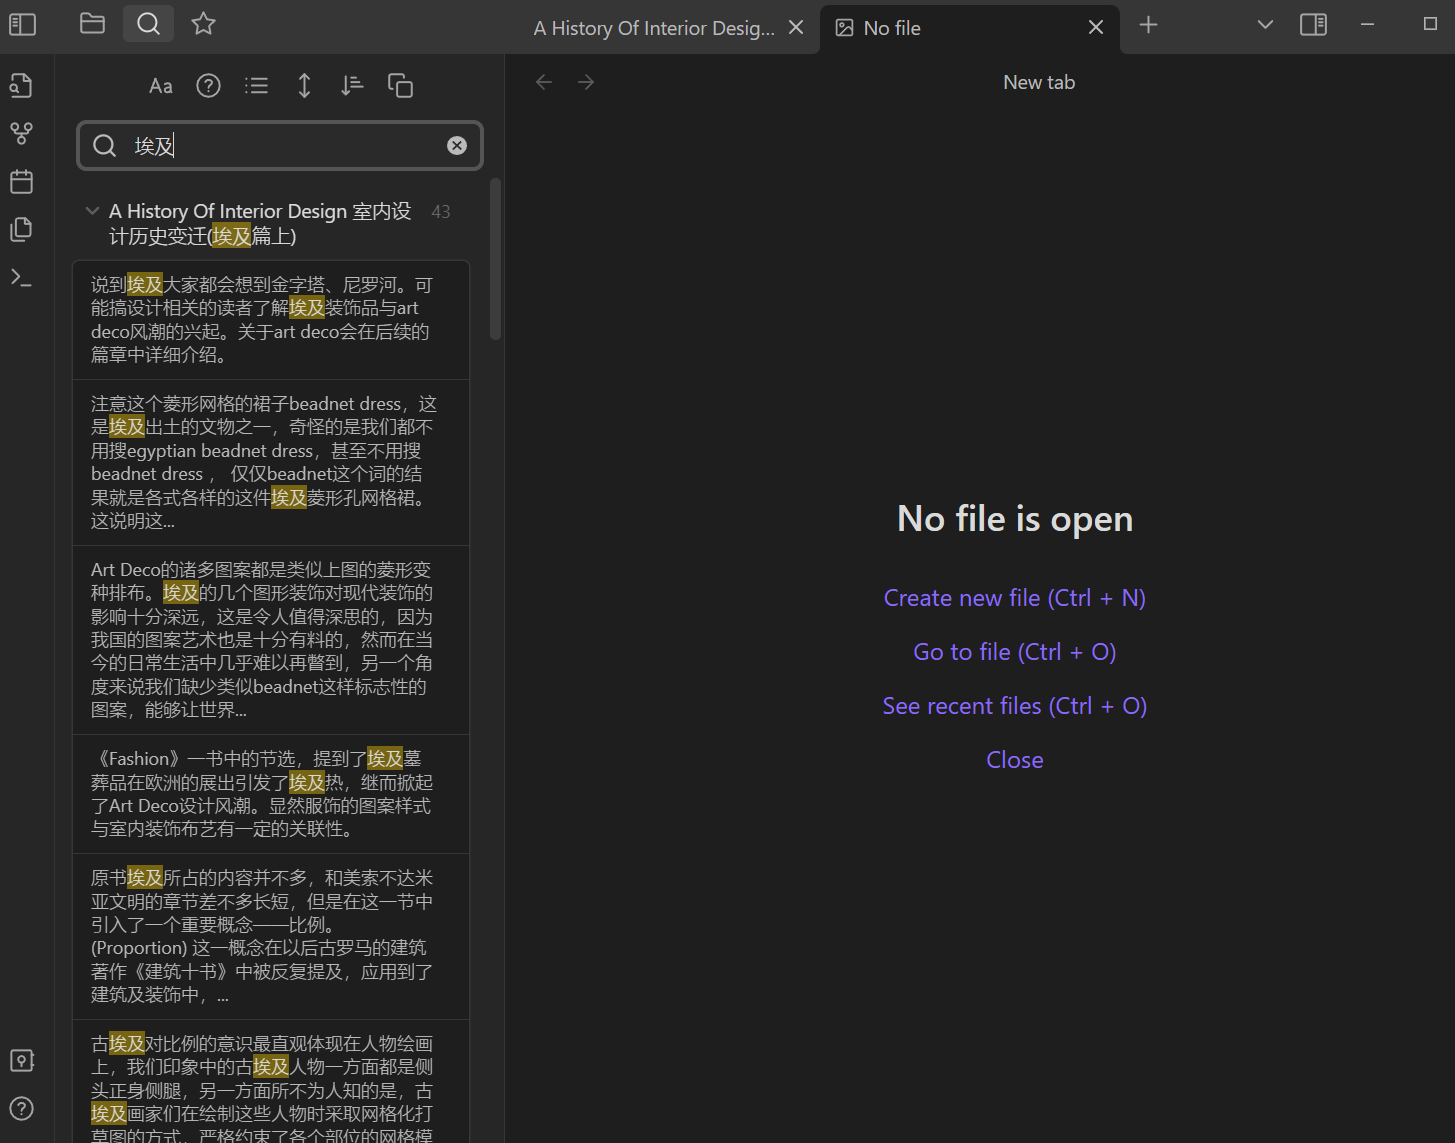 A History Of Interior Desig...
No file
New tab
Aa
埃及
A History Of Interior Design 室内设
43
计历史变迁(埃及篇上)
说到埃及大家都会想到金字塔、尼罗河。可
能搞设计相关的读者了解埃及装饰品与art
deco风潮的兴起。关于art deco会在后续的
篇章中详细介绍。
注意这个菱形网格的裙子beadnet dress，这
是埃及出土的文物之一，奇怪的是我们都不
用搜egyptian beadnet dress，甚至不用搜
beadnet dress ， 仅仅beadnet这个词的结
果就是各式各样的这件埃及菱形孔网格裙。
这说明这...
Art Deco的诸多图案都是类似上图的菱形变
种排布。埃及的几个图形装饰对现代装饰的
影响十分深远，这是令人值得深思的，因为
我国的图案艺术也是十分有料的，然而在当
今的日常生活中几乎难以再瞥到，另一个角
度来说我们缺少类似beadnet这样标志性的
图案，能够让世界...
《Fashion》一书中的节选，提到了埃及墓
葬品在欧洲的展出引发了埃及热，继而掀起
了Art Deco设计风潮。显然服饰的图案样式
与室内装饰布艺有一定的关联性。
原书埃及所占的内容并不多，和美索不达米
亚文明的章节差不多长短，但是在这一节中
引入了一个重要概念——比例。
(Proportion) 这一概念在以后古罗马的建筑
著作《建筑十书》中被反复提及，应用到了
建筑及装饰中，...
古埃及对比例的意识最直观体现在人物绘画
上，我们印象中的古埃及人物一方面都是侧
头正身侧腿，另一方面所不为人知的是，古
埃及画家们在绘制这些人物时采取网格化打
草图的方式，严格约束了各个部位的网格模
No file is open
Create new file (Ctrl + N)
Go to file (Ctrl + O)
See recent files (Ctrl + O)
Close